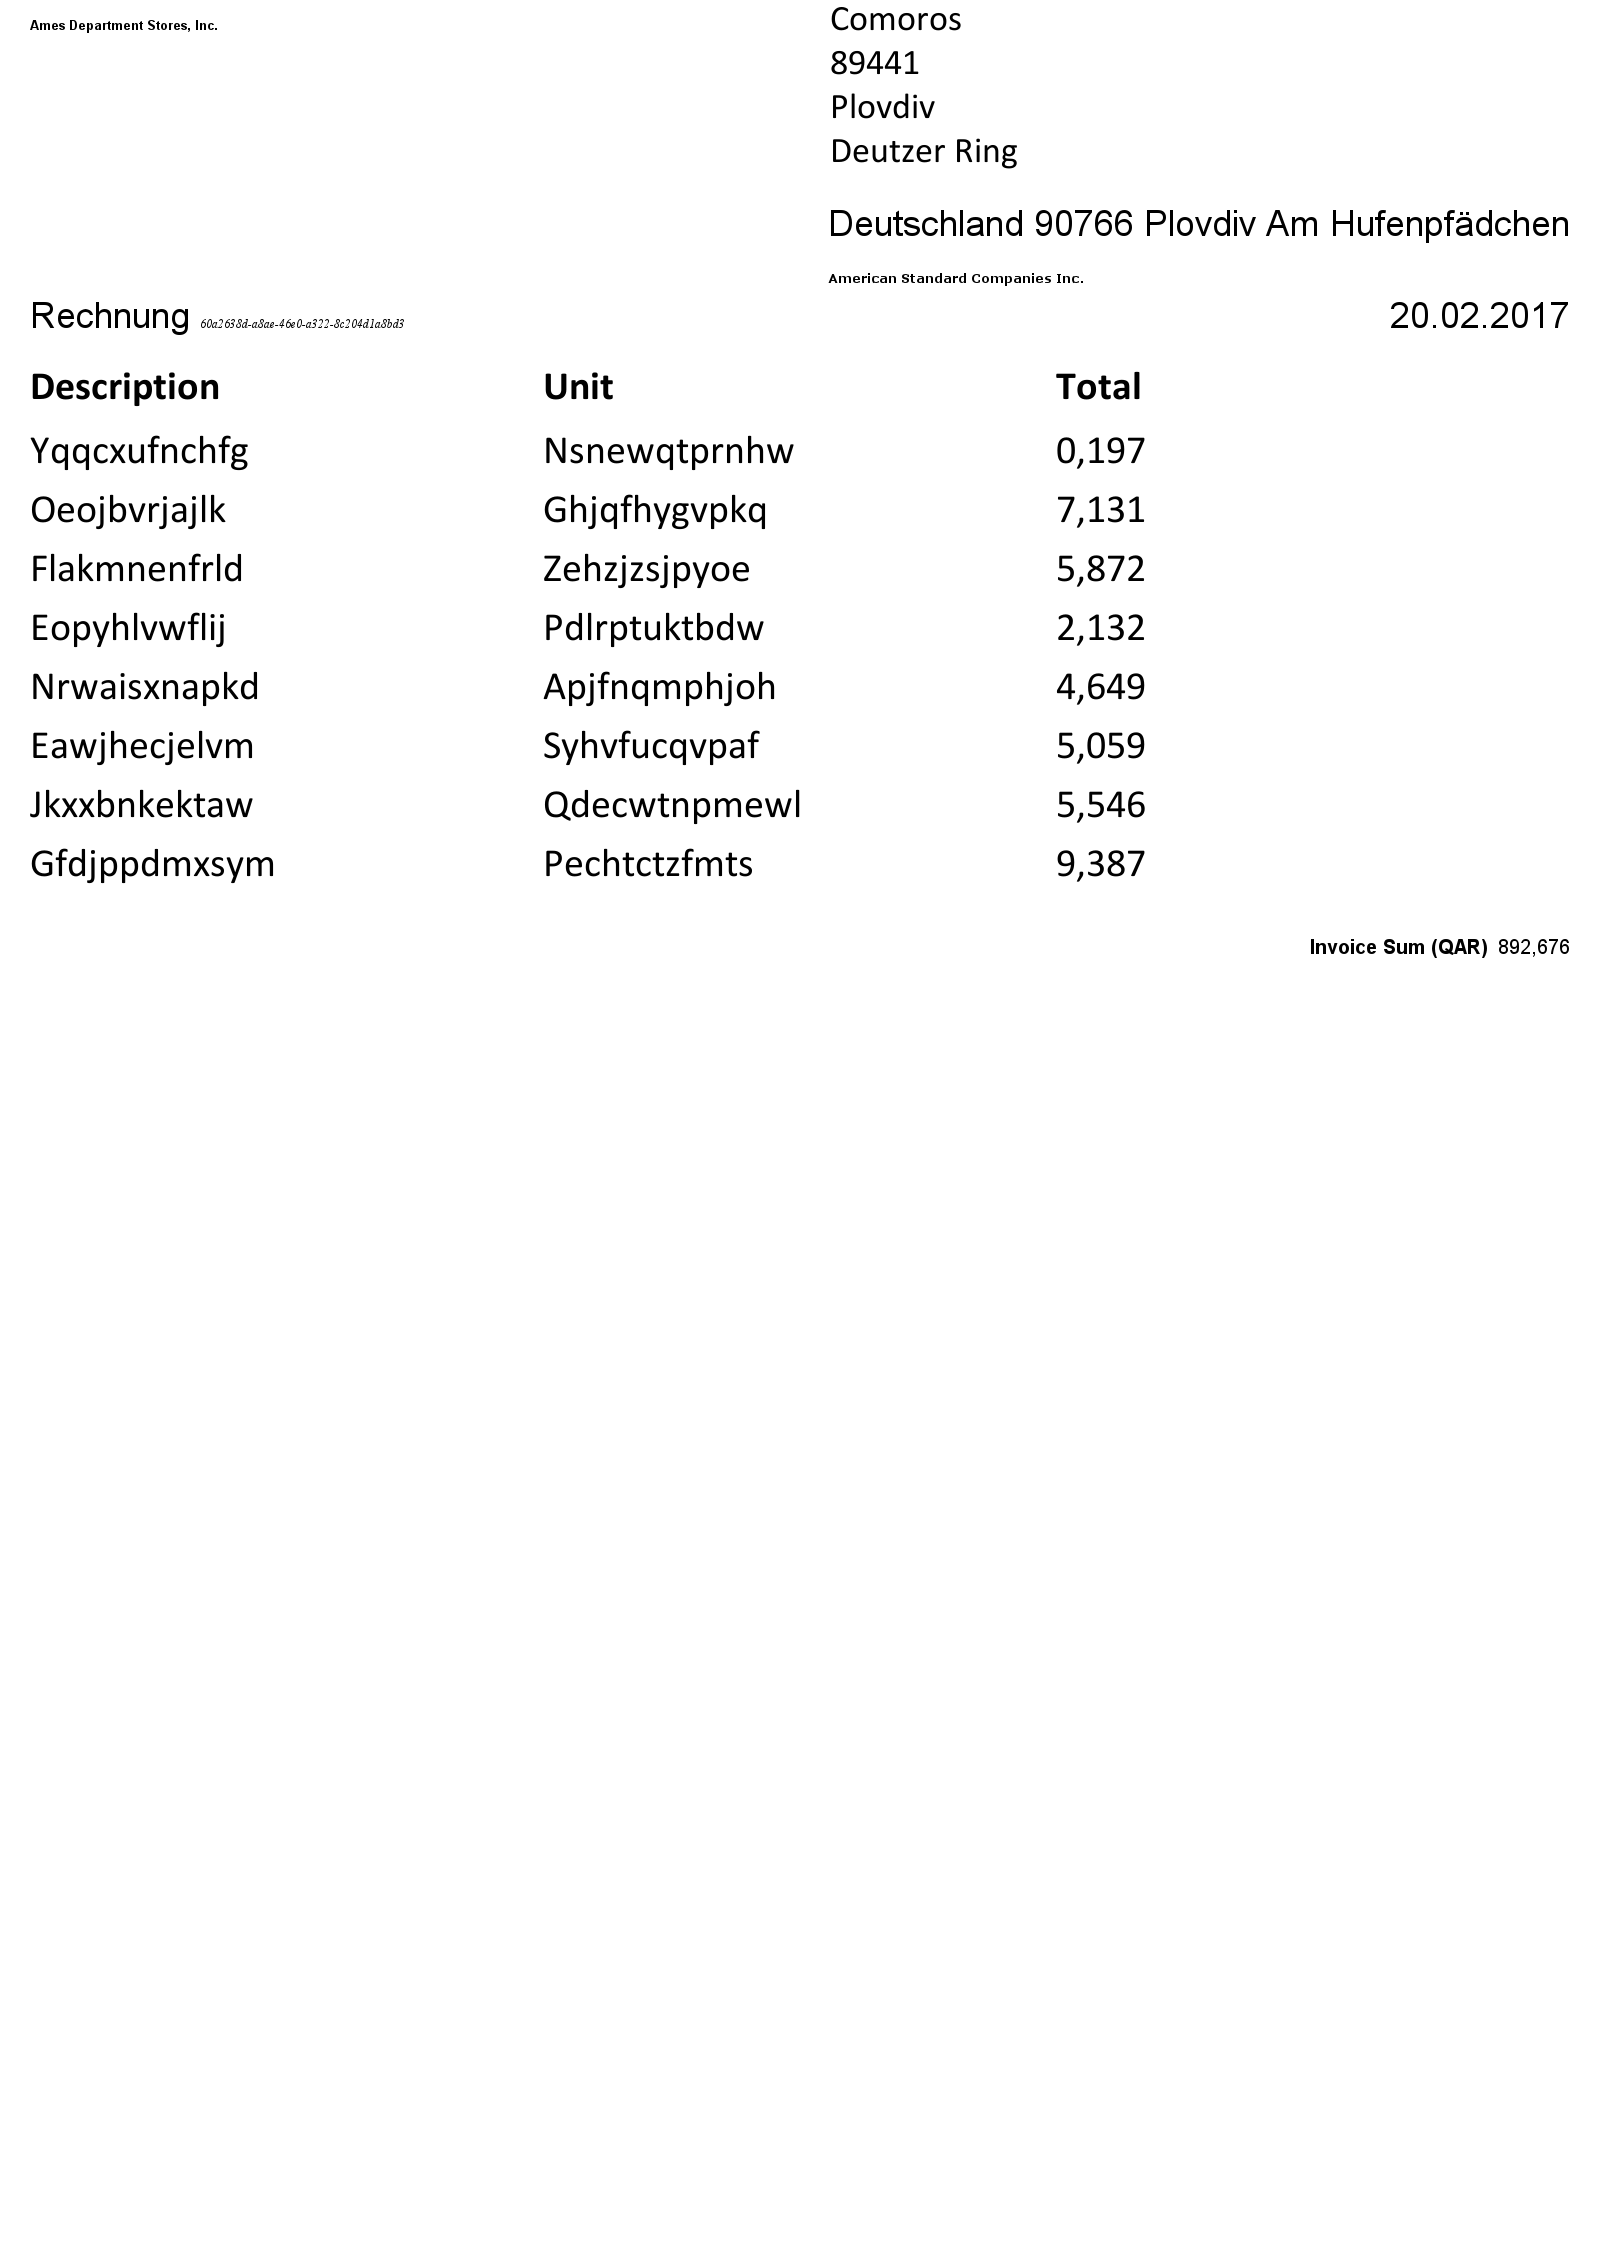 Ames Department Stores, Inc.
Comoros
89441
Plovdiv
Deutzer Ring
Deutschland 90766 Plovdiv Am Hufenpfädchen
American Standard Companies Inc.
Rechnung 60a2638d-a8ae-46e0-a322-8c204d1a8bd3 20.02.2017
Description Unit Total
Yqqcxufnchfg Nsnewqtprnhw 0,197
Oeojbvrjajlk Ghjqfhygvpkq 7,131
Flakmnenfrld Zehzjzsjpyoe 5,872
Eopyhlvwflij Pdlrptuktbdw 2,132
Nrwaisxnapkd Apjfnqmphjoh 4,649
Eawjhecjelvm Syhvfucqvpaf 5,059
Jkxxbnkektaw Qdecwtnpmewl 5,546
Gfdjppdmxsym Pechtctzfmts 9,387
Invoice Sum (QAR) 892,676